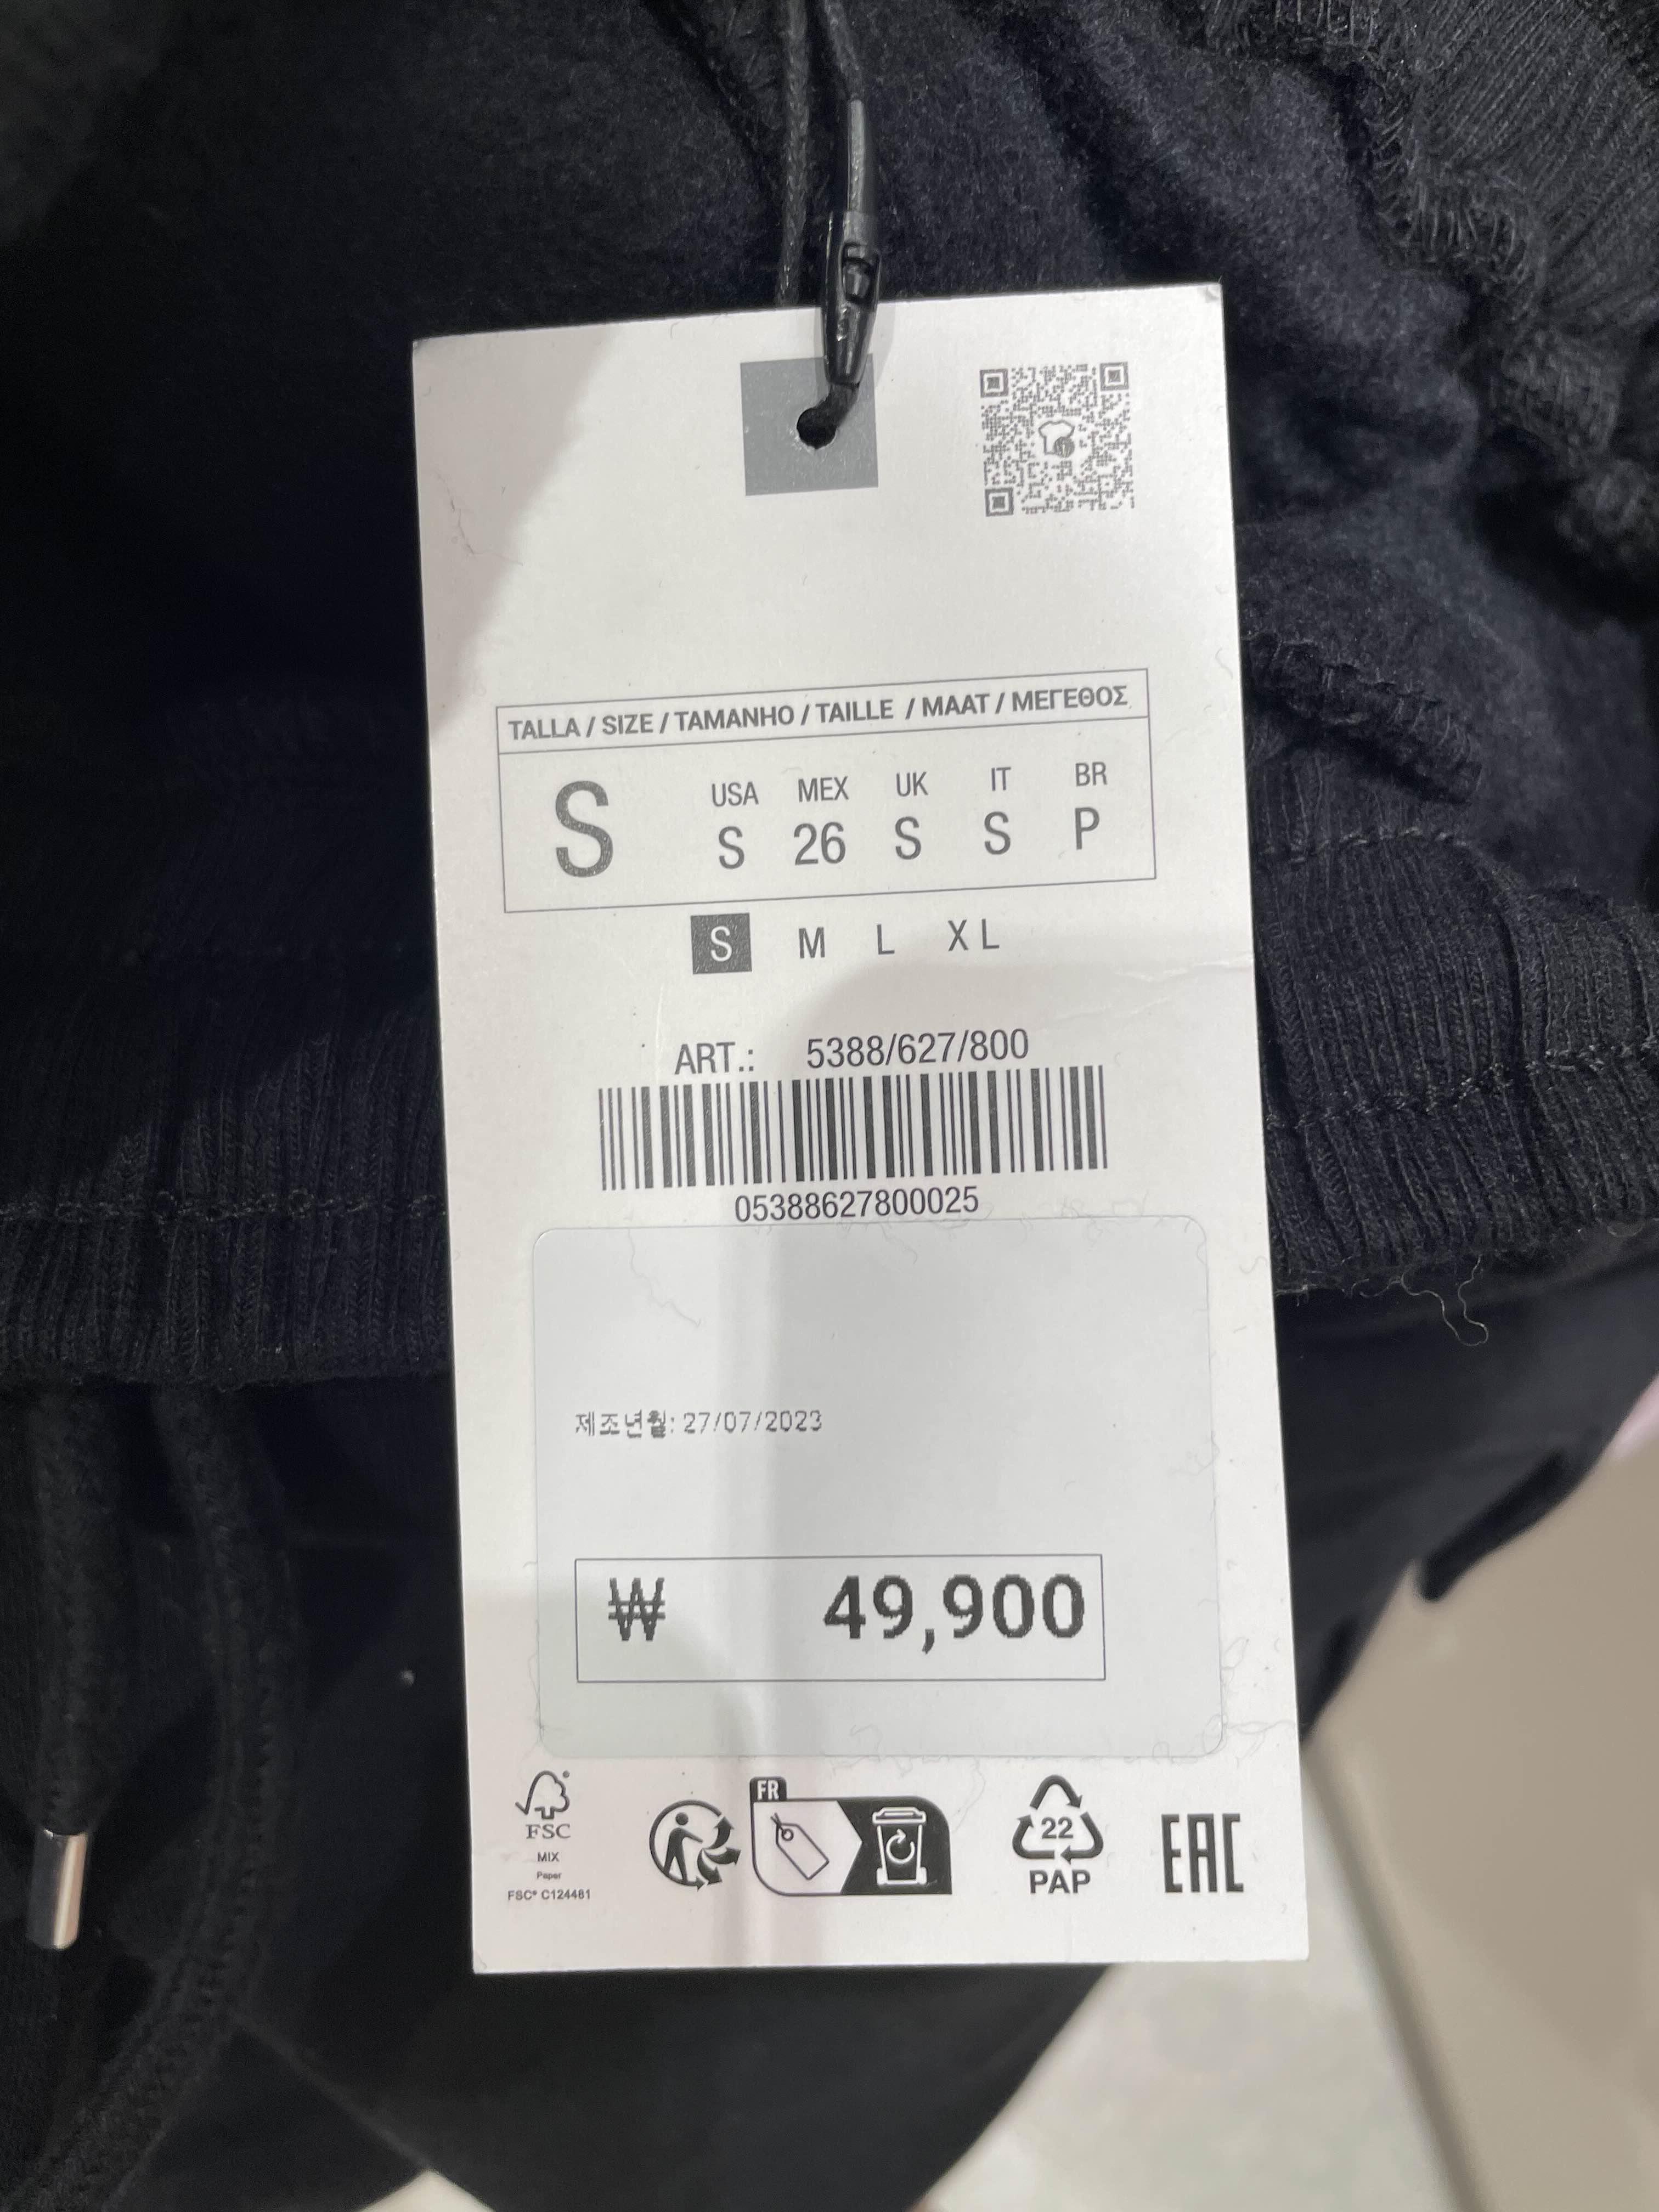 TALLA / SIZE / TAMANHO / TAILLE / MAAT / ΜΕΓΕΘΟΣ
S
USA MEX UK IT BR
S 26 S S P
S M L XL
ART.: 5388/627/800
05388627800025
제조년월: 27/07/2023
₩ 49,900
FSC
MIX
Paper
FSC® C124481
FR
22
PAP
EAC